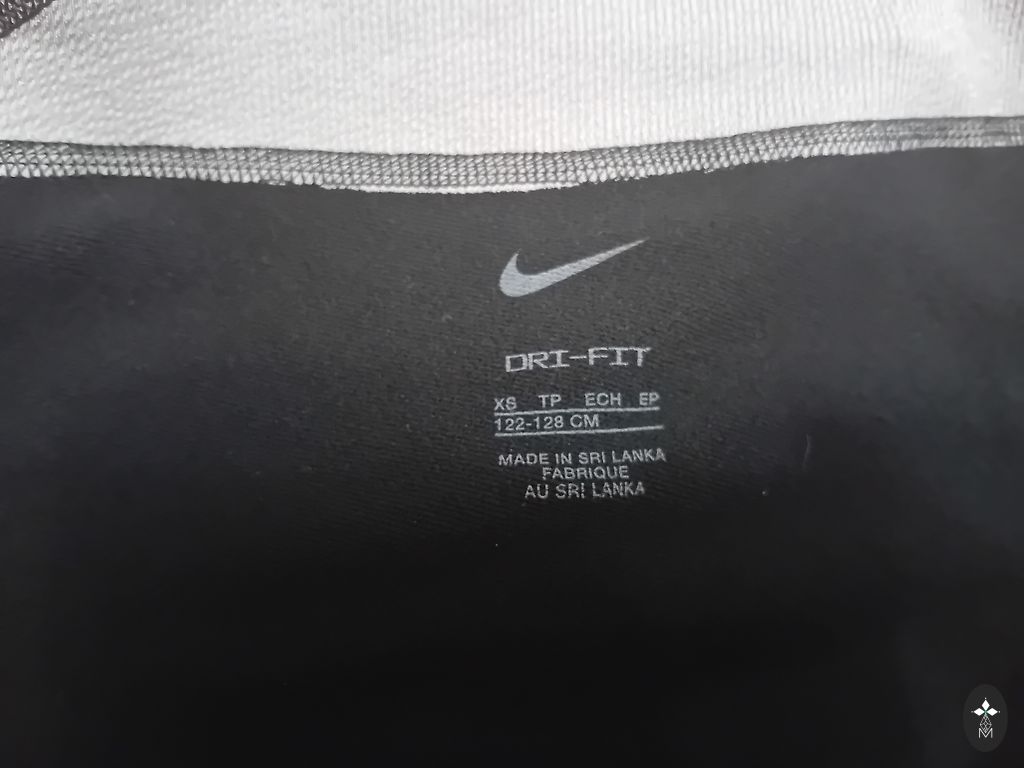 DRI-FIT
XS TP ECH EP
122-128 CM
MADE IN SRI LANKA
FABRIQUE
AU SRI LANKA
M